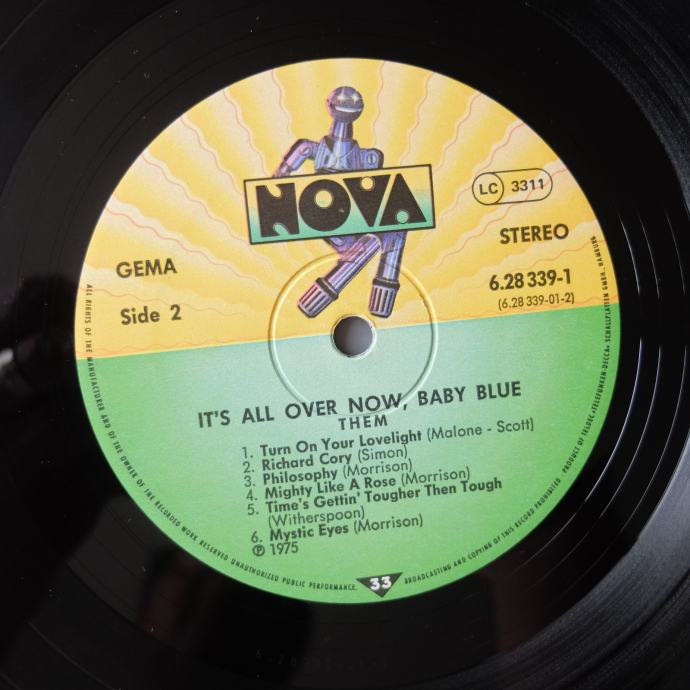 NOVA
LC 3311
STEREO
GEMA
6.28 339-1
Side 2
(6.28 339-01-2)
IT'S ALL OVER NOW, BABY BLUE
THEM
1. Turn On Your Lovelight (Malone - Scott)
2. Richard Cory (Simon)
3. Philosophy (Morrison)
4. Mighty Like A Rose (Morrison)
5. Time's Gettin' Tougher Then Tough
(Witherspoon)
6. Mystic Eyes (Morrison)
℗ 1975
33
ALL RIGHTS OF THE MANUFACTURER AND OF THE OWNER OF THE RECORDED WORK RESERVED UNAUTHORIZED PUBLIC PERFORMANCE, BROADCASTING AND COPYING OF THIS RECORD PROHIBITED · PRODUCT OF TELDEC »TELEFUNKEN-DECCA« SCHALLPLATTEN GMBH., HAMBURG